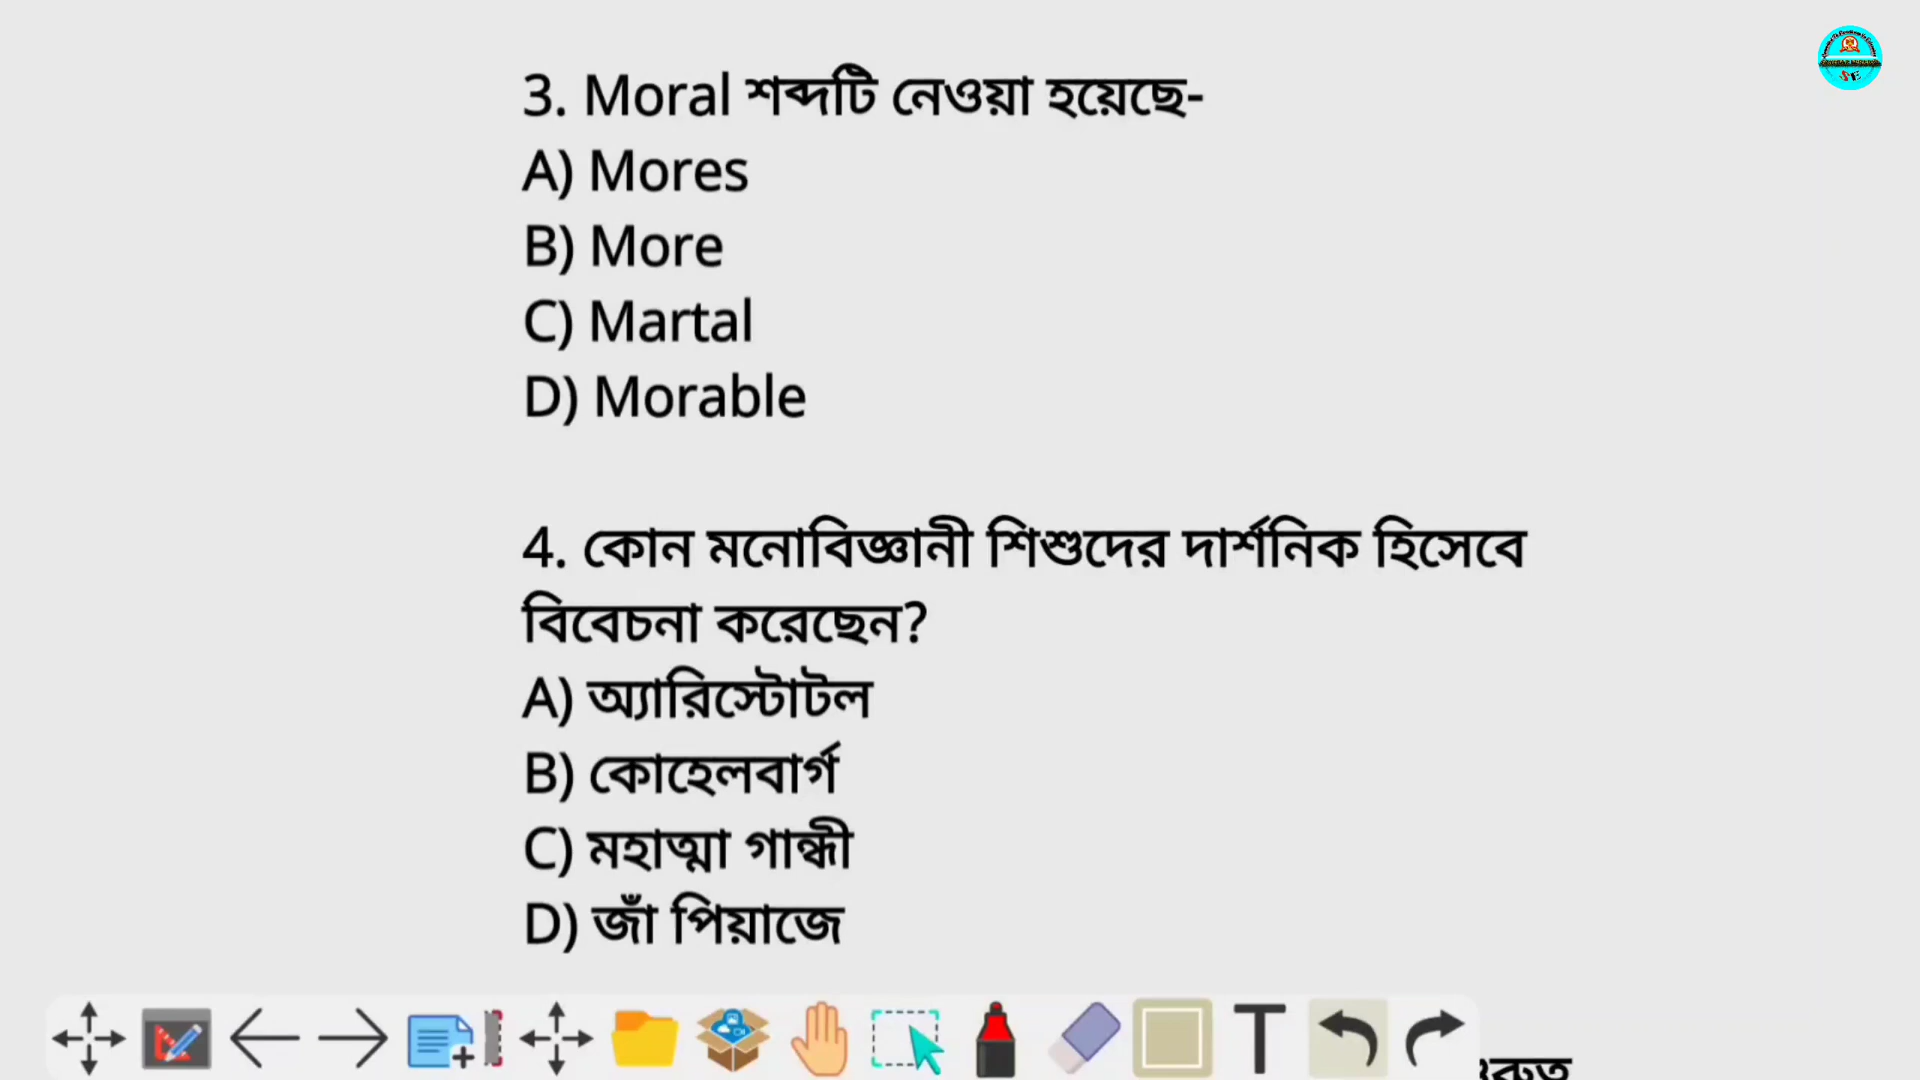 3. Moral শব্দটি নেওয়া হয়েছে-
A) Mores
B) More
C) Martal
D) Morable
4. কোন মনোবিজ্ঞানী শিশুদের দার্শনিক হিসেবে
বিবেচনা করেছেন?
A) অ্যারিস্টোটল
B) কোহেলবার্গ
C) মহাত্মা গান্ধী
D) জাঁ পিয়াজে
T